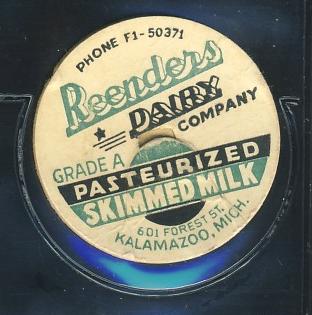 PHONE F1-50371
Reenders
DAIRY
COMPANY
GRADE A
PASTEURIZED
SKIMMED MILK
601 FOREST ST.
KALAMAZOO, MICH.